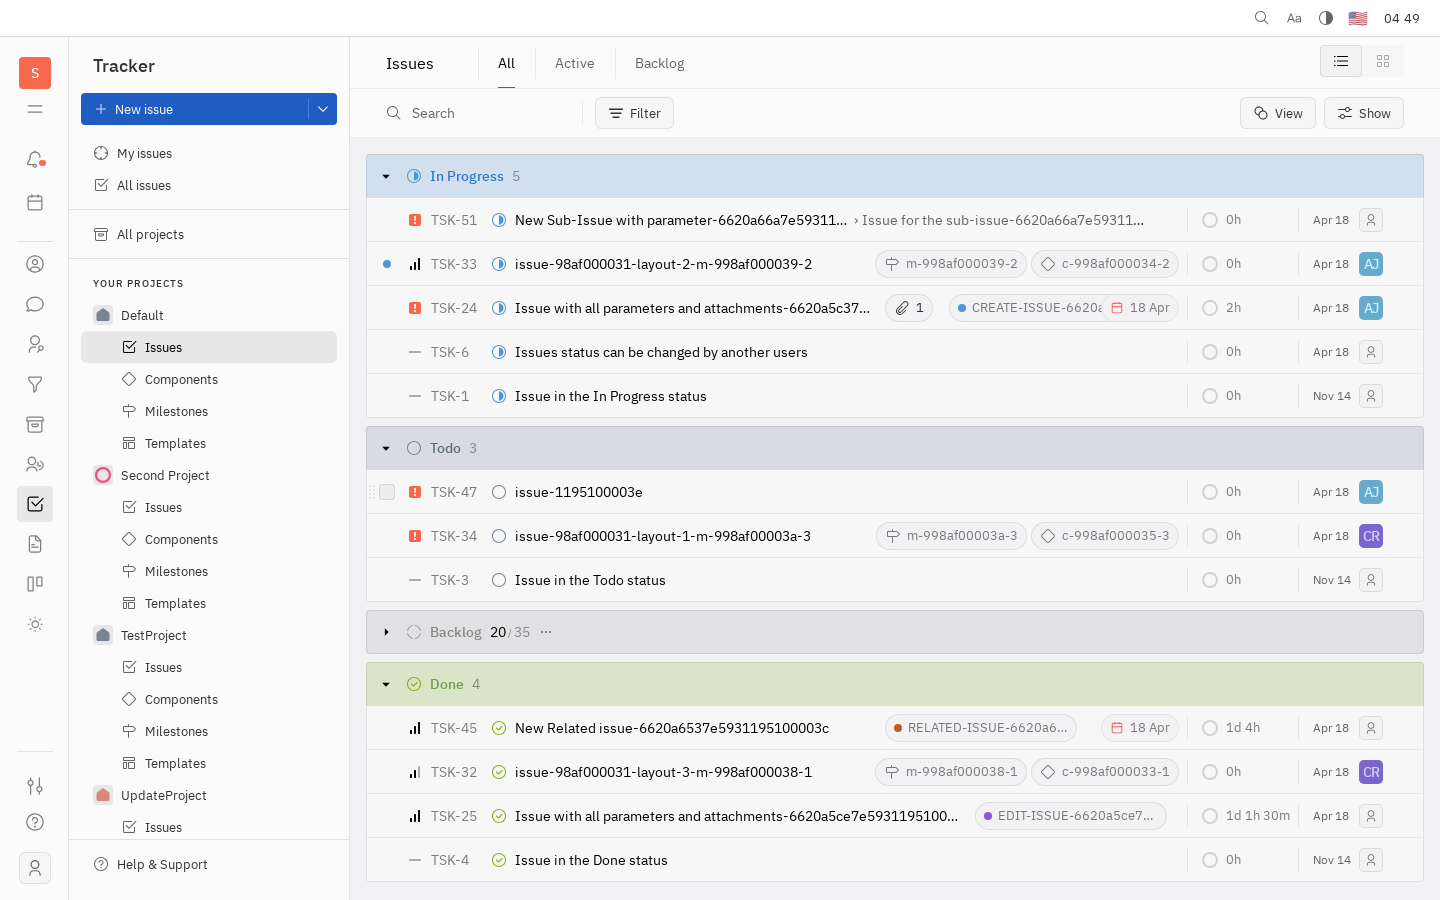 Aa 04 49
S
Tracker
New issue
My issues
All issues
All projects
YOUR PROJECTS
Default
Issues
Components
Milestones
Templates
Second Project
Issues
Components
Milestones
Templates
TestProject
Issues
Components
Milestones
Templates
UpdateProject
Issues
Help & Support
Issues All Active Backlog
Search Filter View Show
In Progress 5
TSK-51 New Sub-Issue with parameter-6620a66a7e59311... › Issue for the sub-issue-6620a66a7e59311... 0h Apr 18
TSK-33 issue-98af000031-layout-2-m-998af000039-2 m-998af000039-2 c-998af000034-2 0h Apr 18 AJ
TSK-24 Issue with all parameters and attachments-6620a5c37... 1 CREATE-ISSUE-6620a 18 Apr 2h Apr 18 AJ
TSK-6 Issues status can be changed by another users 0h Apr 18
TSK-1 Issue in the In Progress status 0h Nov 14
Todo 3
TSK-47 issue-1195100003e 0h Apr 18 AJ
TSK-34 issue-98af000031-layout-1-m-998af00003a-3 m-998af00003a-3 c-998af000035-3 0h Apr 18 CR
TSK-3 Issue in the Todo status 0h Nov 14
Backlog 20/35 ...
Done 4
TSK-45 New Related issue-6620a6537e5931195100003c RELATED-ISSUE-6620a6... 18 Apr 1d 4h Apr 18
TSK-32 issue-98af000031-layout-3-m-998af000038-1 m-998af000038-1 c-998af000033-1 0h Apr 18 CR
TSK-25 Issue with all parameters and attachments-6620a5ce7e5931195100... EDIT-ISSUE-6620a5ce7... 1d 1h 30m Apr 18
TSK-4 Issue in the Done status 0h Nov 14